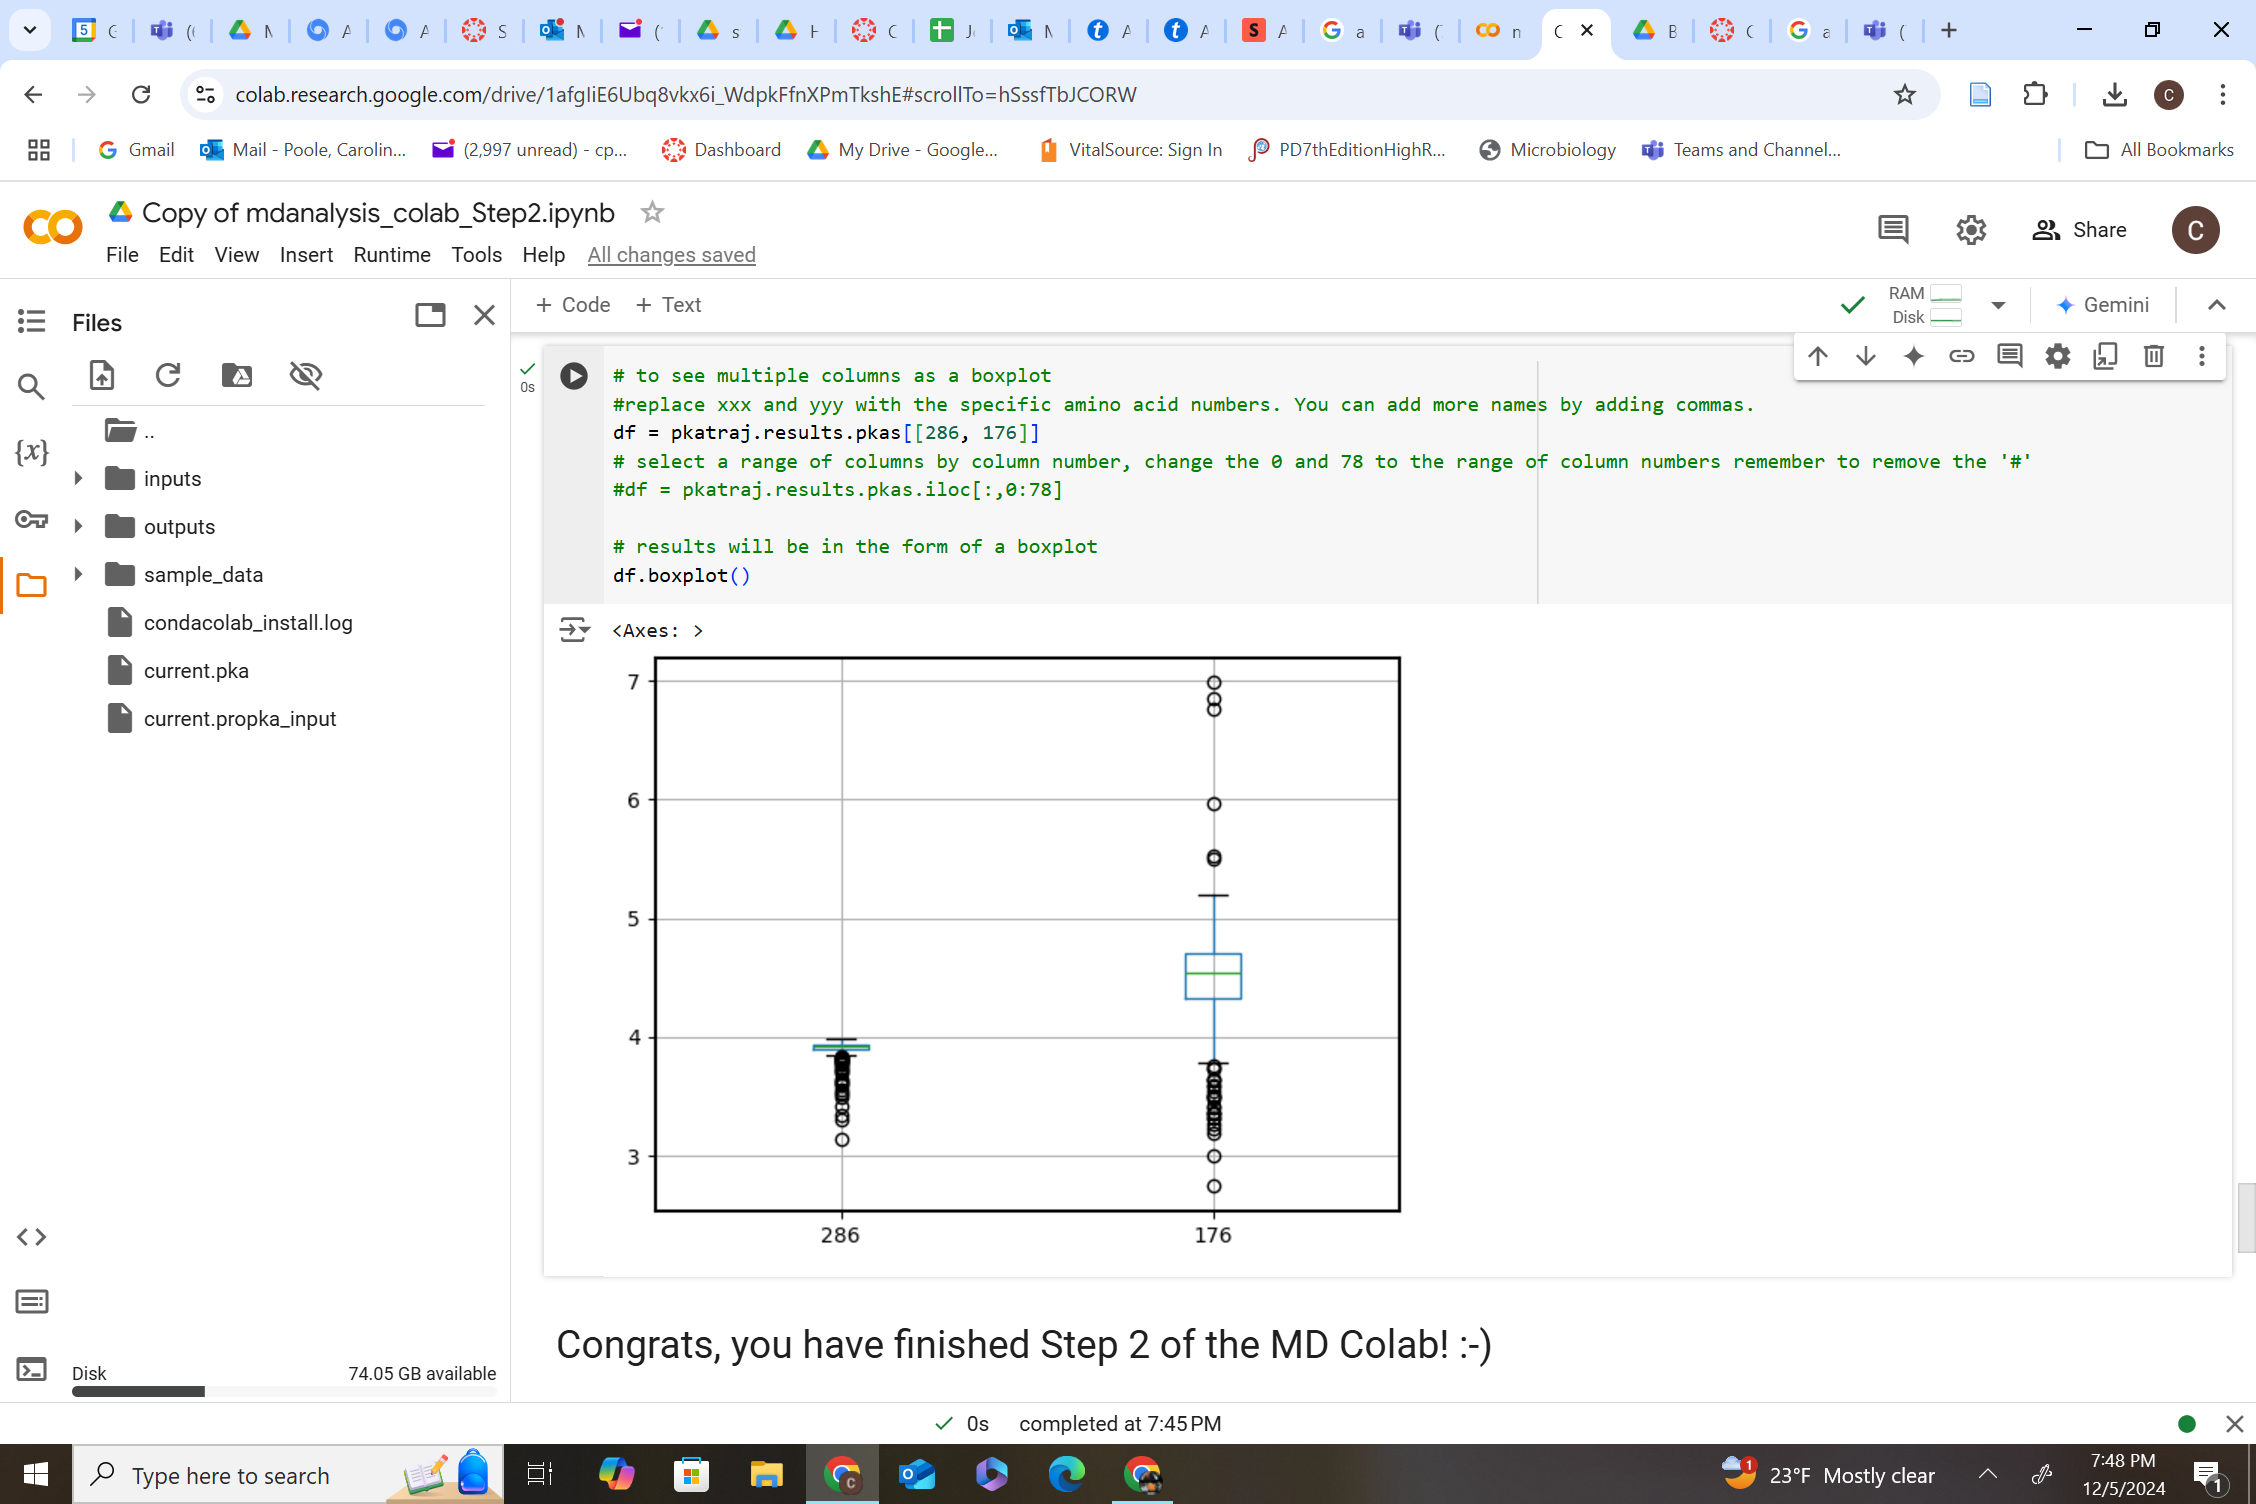 colab.research.google.com/drive/1afgIiE6Ubq8vkx6i_WdpkFfnXPmTkshE#scrollTo=hSssfTbJCORW
Gmail
Mail - Poole, Carolin...
(2,997 unread) - cp...
Dashboard
My Drive - Google...
VitalSource: Sign In
PD7thEditionHighR...
Microbiology
Teams and Channel...
All Bookmarks
Copy of mdanalysis_colab_Step2.ipynb
File Edit View Insert Runtime Tools Help All changes saved
Share
C
Files
+ Code + Text
RAM
Disk
Gemini
..
inputs
outputs
sample_data
condacolab_install.log
current.pka
current.propka_input
Disk 74.05 GB available
0s
# to see multiple columns as a boxplot
#replace xxx and yyy with the specific amino acid numbers. You can add more names by adding commas.
df = pkatraj.results.pkas[[286, 176]]
# select a range of columns by column number, change the 0 and 78 to the range of column numbers remember to remove the '#'
#df = pkatraj.results.pkas.iloc[:,0:78]
# results will be in the form of a boxplot
df.boxplot()
<Axes: >
7
6
5
4
3
286 176
Congrats, you have finished Step 2 of the MD Colab! :-)
0s completed at 7:45 PM
Type here to search
23°F Mostly clear
7:48 PM
12/5/2024